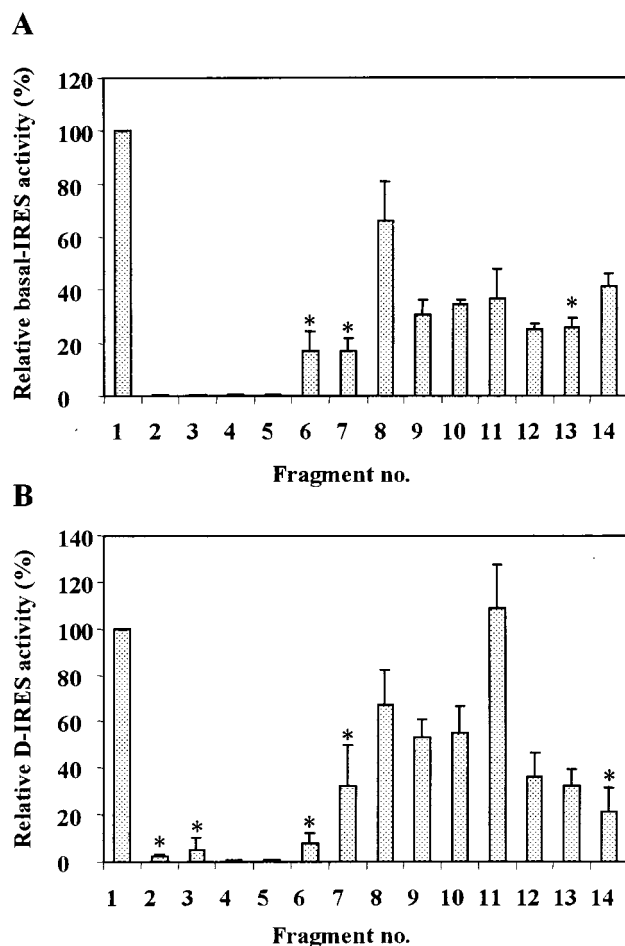 A
Relative basal-IRES activity (%)
120
100
80
60
40
20
0
* * *
1 2 3 4 5 6 7 8 9 10 11 12 13 14
Fragment no.
B
Relative D-IRES activity (%)
140
120
100
80
60
40
20
0
* * * * *
1 2 3 4 5 6 7 8 9 10 11 12 13 14
Fragment no.